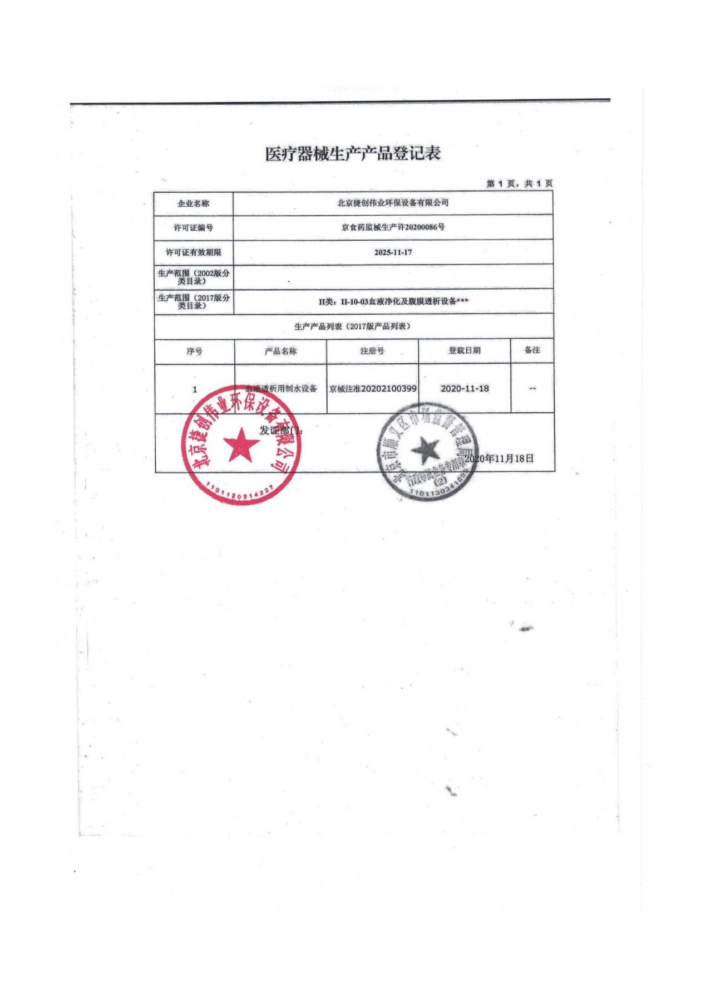 医疗器械生产产品登记表
第 1 页，共 1 页
企业名称
北京捷创伟业环保设备有限公司
许可证编号
京食药监械生产许20200086号
许可证有效期限
2025-11-17
生产范围（2002版分
类目录）
生产范围（2017版分
类目录）
II类：II-10-03血液净化及腹膜透析设备***
生产产品列表（2017版产品列表）
序号
产品名称
注册号
登载日期
备注
1
血液透析用制水设备
京械注准20202100399
2020-11-18
--
发证部门：
2020年11月18日
北京捷创伟业环保设备有限公司
1101120314227
北京市顺义区市场监督管理局
行政审批业务专用章
(2)